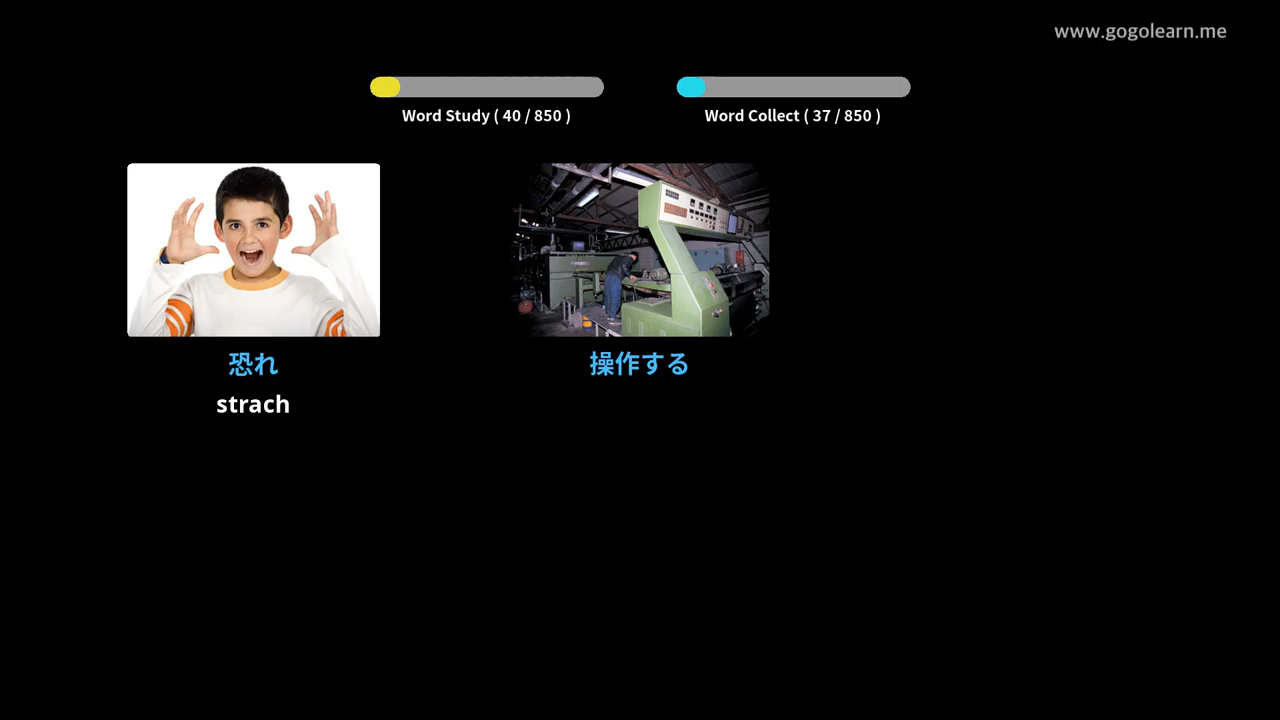 www.gogolearn.me
Word Study ( 40 / 850 )
Word Collect ( 37 / 850 )
恐れ
操作する
strach